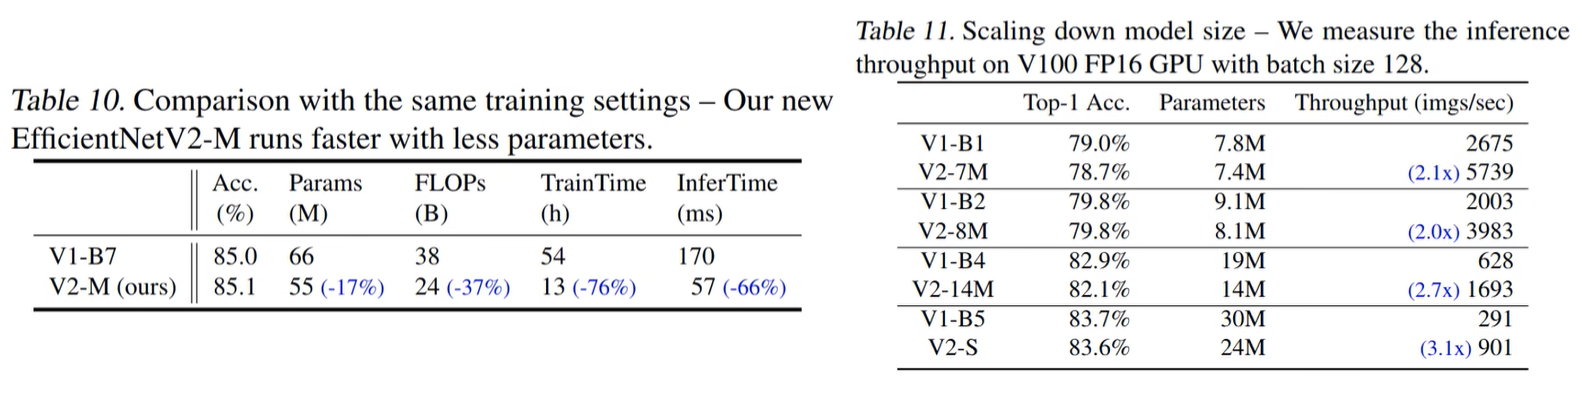 Table 10. Comparison with the same training settings – Our new
EfficientNetV2-M runs faster with less parameters.
Acc. Params FLOPs TrainTime InferTime
(%) (M) (B) (h) (ms)
V1-B7 85.0 66 38 54 170
V2-M (ours) 85.1 55 (-17%) 24 (-37%) 13 (-76%) 57 (-66%)
Table 11. Scaling down model size – We measure the inference
throughput on V100 FP16 GPU with batch size 128.
Top-1 Acc. Parameters Throughput (imgs/sec)
V1-B1 79.0% 7.8M 2675
V2-7M 78.7% 7.4M (2.1x) 5739
V1-B2 79.8% 9.1M 2003
V2-8M 79.8% 8.1M (2.0x) 3983
V1-B4 82.9% 19M 628
V2-14M 82.1% 14M (2.7x) 1693
V1-B5 83.7% 30M 291
V2-S 83.6% 24M (3.1x) 901